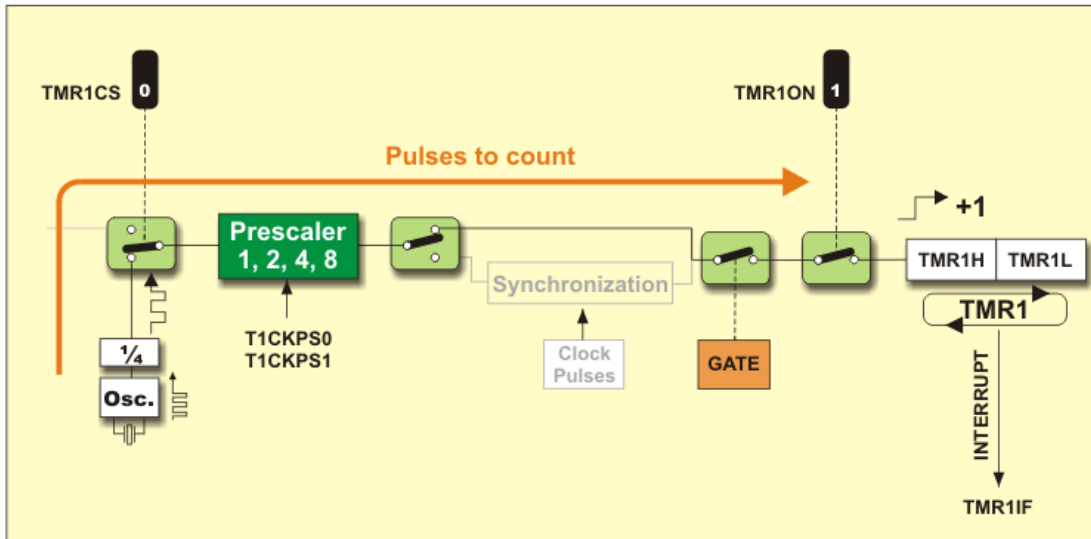 TMR1CS
0
TMR1ON
1
Pulses to count
+1
Prescaler
1, 2, 4, 8
Synchronization
TMR1H
TMR1L
TMR1
T1CKPS0
T1CKPS1
¼
Osc.
Clock
Pulses
GATE
INTERRUPT
TMR1IF